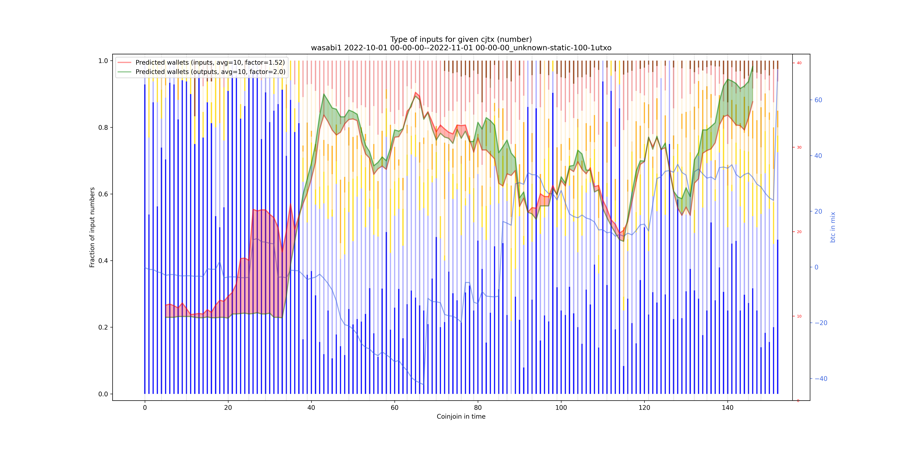 Type of inputs for given cjtx (number)
wasabi1 2022-10-01 00-00-00--2022-11-01 00-00-00_unknown-static-100-1utxo
Predicted wallets (inputs, avg=10, factor=1.52)
Predicted wallets (outputs, avg=10, factor=2.0)
Fraction of input numbers
1.0
0.8
0.6
0.4
0.2
0.0
0 20 40 60 80 100 120 140
Coinjoin in time
40
30
20
10
0
60
40
20
0
−20
−40
btc in mix